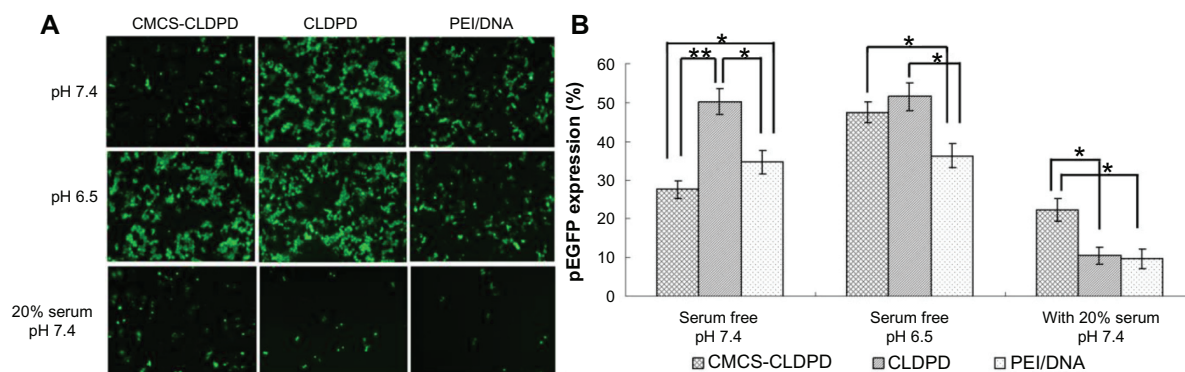 A
CMCS-CLDPD CLDPD PEI/DNA
pH 7.4
pH 6.5
20% serum
pH 7.4
B
pEGFP expression (%)
60
50
40
30
20
10
0
* ** *
* *
* *
Serum free
pH 7.4
Serum free
pH 6.5
With 20% serum
pH 7.4
CMCS-CLDPD CLDPD PEI/DNA